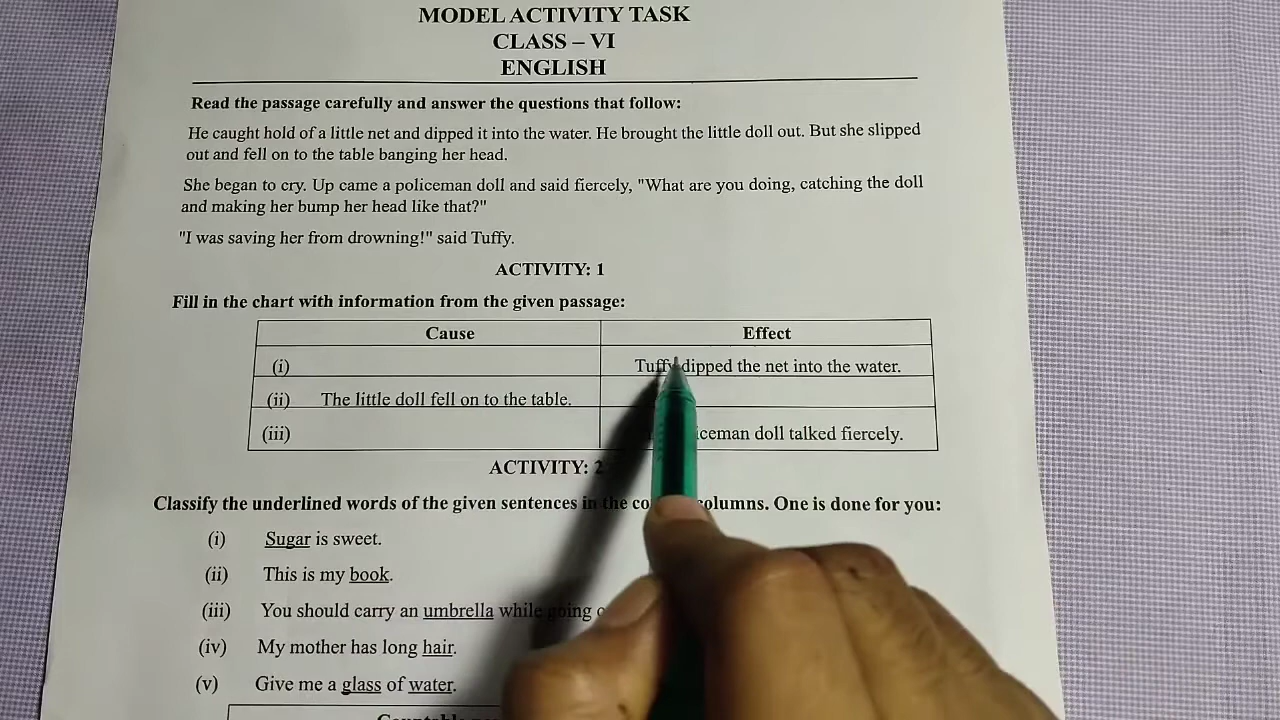 MODEL ACTIVITY TASK
CLASS – VI
ENGLISH
Read the passage carefully and answer the questions that follow:
He caught hold of a little net and dipped it into the water. He brought the little doll out. But she slipped
out and fell on to the table banging her head.
She began to cry. Up came a policeman doll and said fiercely, "What are you doing, catching the doll
and making her bump her head like that?"
"I was saving her from drowning!" said Tuffy.
ACTIVITY: 1
Fill in the chart with information from the given passage:
Cause Effect
(i) Tuffy dipped the net into the water.
(ii) The little doll fell on to the table.
(iii) doll talked fiercely.
ACTIVITY: 2
Classify the underlined words of the given sentences in the columns. One is done for you:
(i) Sugar is sweet.
(ii) This is my book.
(iii) You should carry an umbrella while going
(iv) My mother has long hair.
(v) Give me a glass of water.